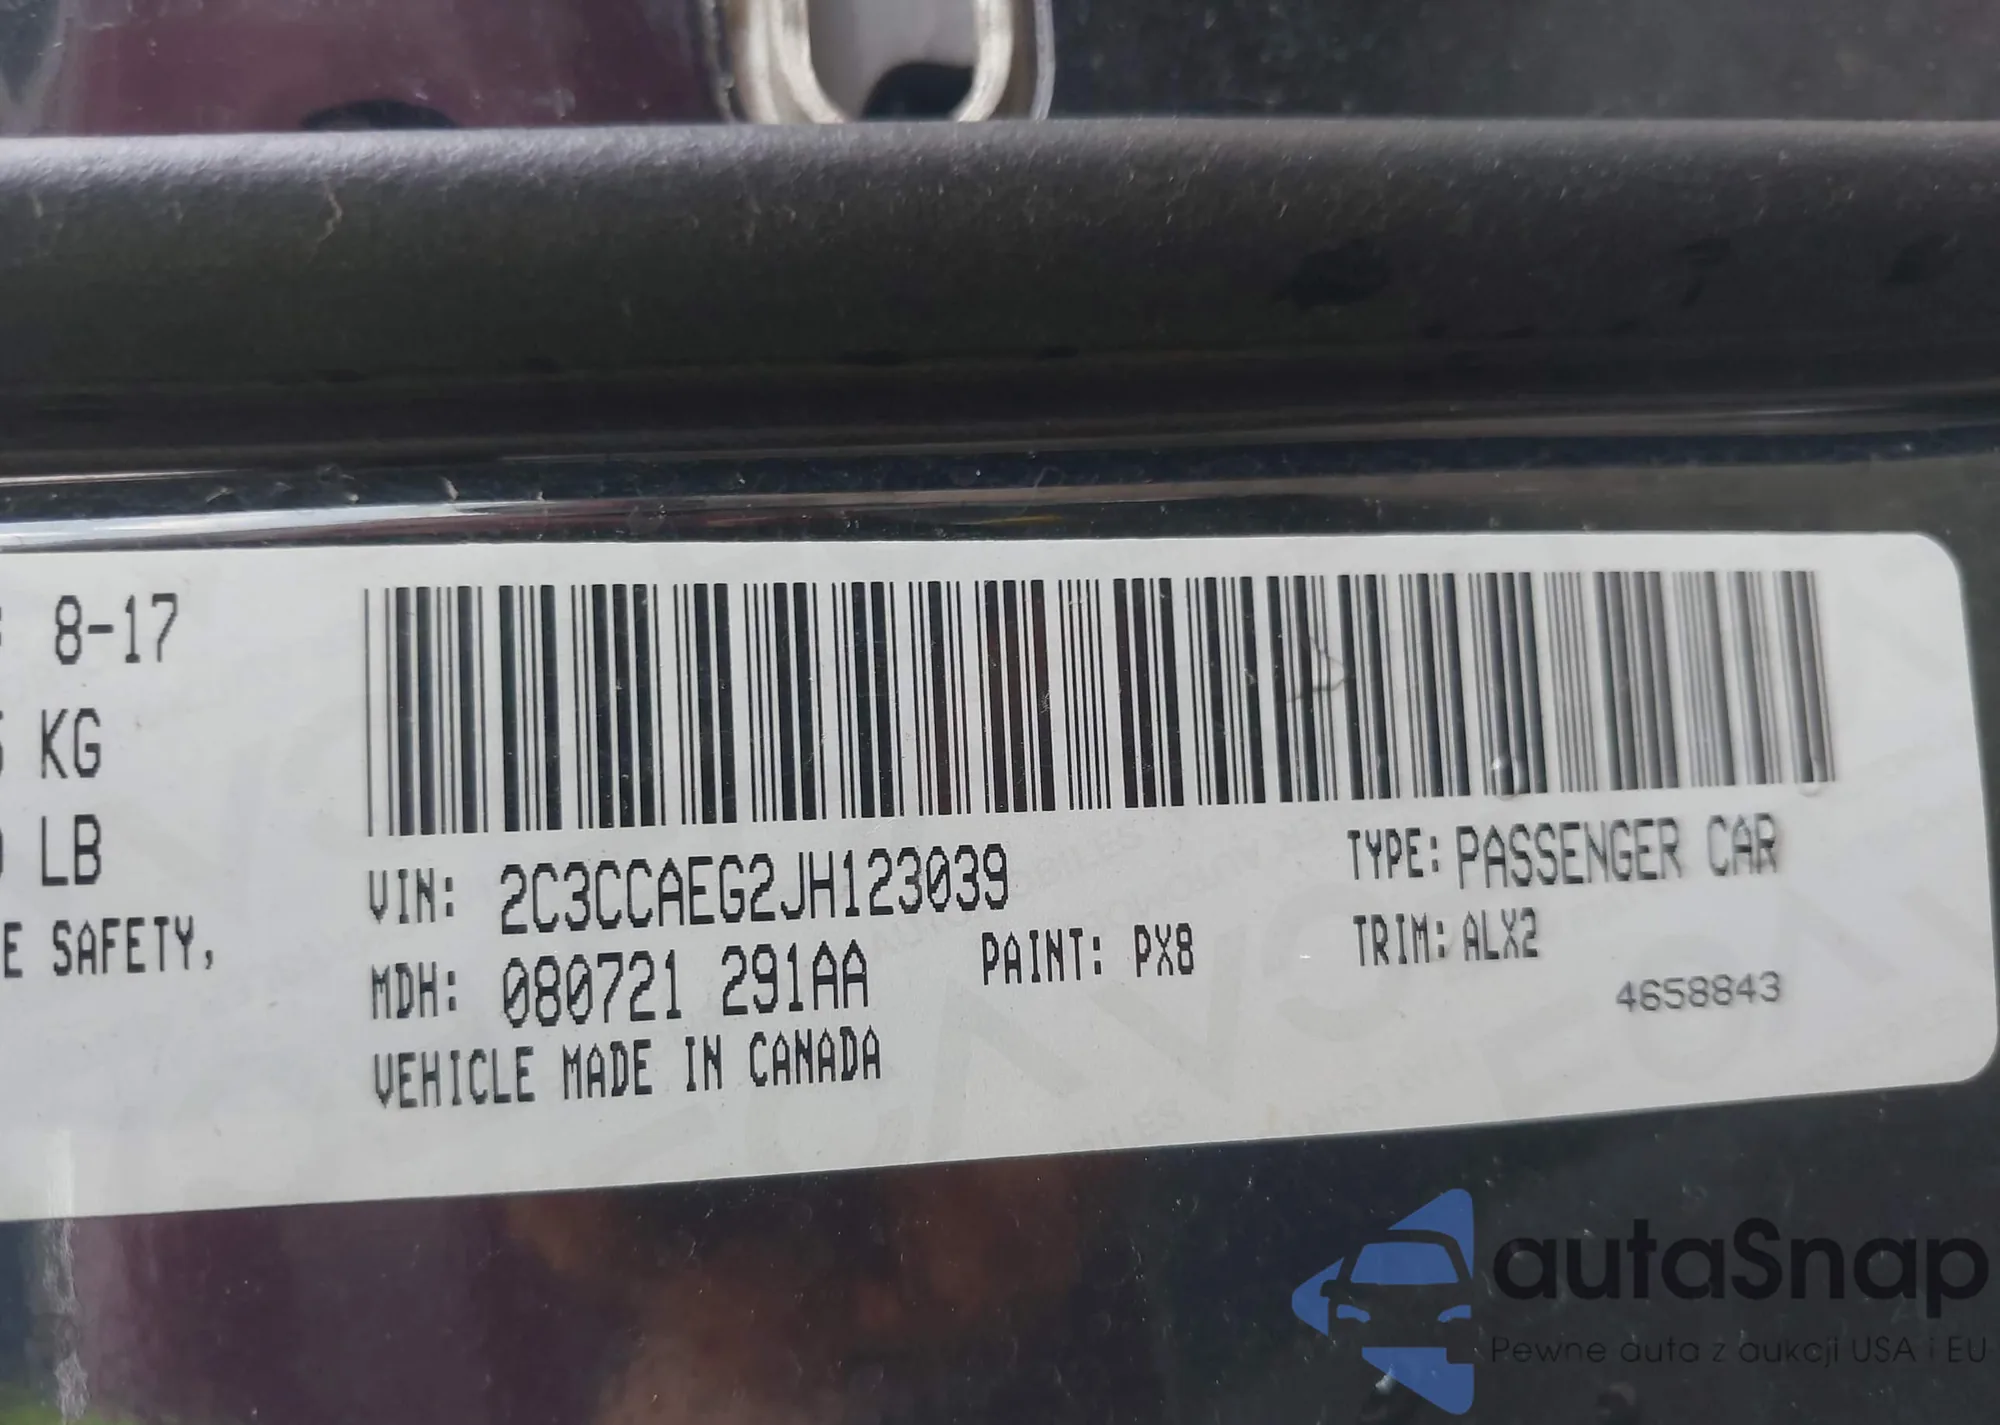 : 8-17
KG
LB
E SAFETY,
VIN: 2C3CCAEG2JH123039
TYPE: PASSENGER CAR
MDH: 080721 291AA
PAINT: PX8
TRIM: ALX2
4658843
VEHICLE MADE IN CANADA
autaSnap
Pewne auta z aukcji USA i EU